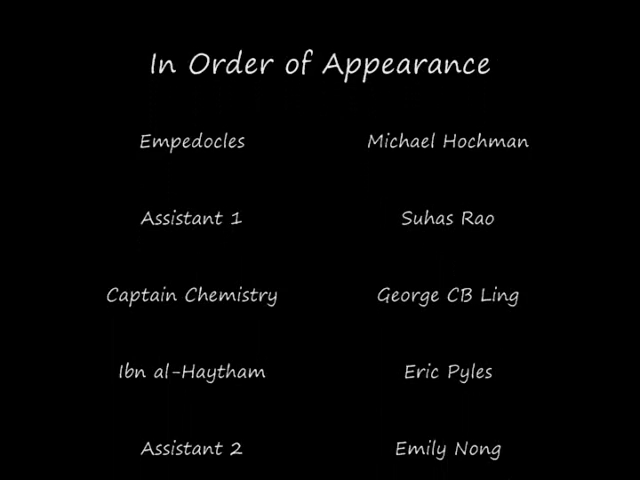 In Order of Appearance
Empedocles Michael Hochman
Assistant 1 Suhas Rao
Captain Chemistry George CB Ling
Ibn al-Haytham Eric Pyles
Assistant 2 Emily Nong